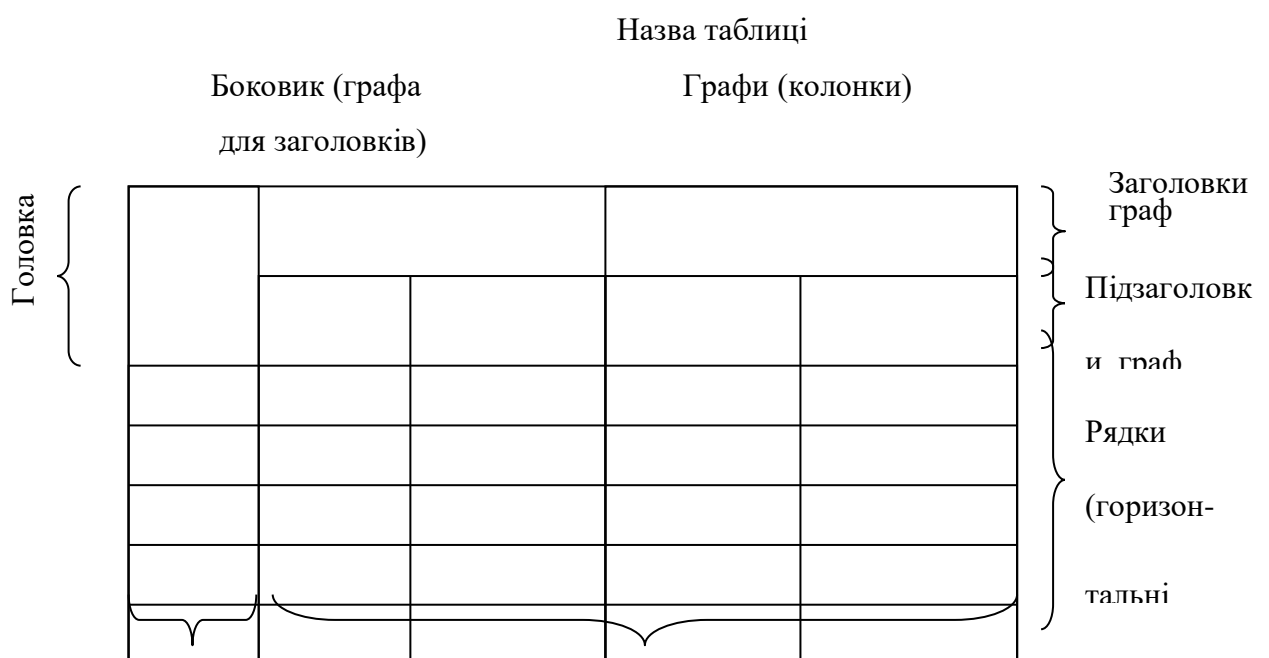 Назва таблиці
Боковик (графа
для заголовків)
Графи (колонки)
Головка
Заголовки
граф
Підзаголовк
и граф
Рядки
(горизон-
тальні